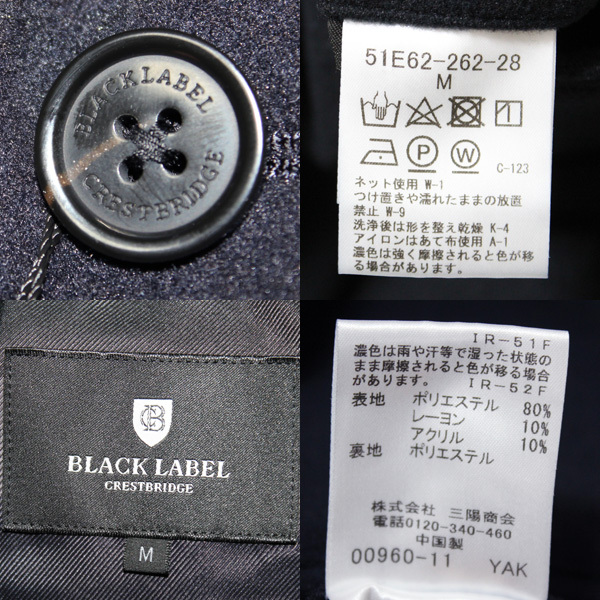 BLACK LABEL
CRESTBRIDGE
51E62-262-28
M
P
W
C-123
ネット使用 W-1
つけ置きや濡れたままの放置
禁止 W-9
洗浄後は形を整え乾燥 K-4
アイロンはあて布使用 A-1
濃色は強く摩擦されると色が移
る場合があります。
CB
BLACK LABEL
CRESTBRIDGE
M
IR-51F
濃色は雨や汗等で湿った状態の
まま摩擦されると色が移る場合
があります。 IR-52F
表地 ポリエステル 80%
レーヨン 10%
アクリル 10%
裏地 ポリエステル
株式会社 三陽商会
電話0120-340-460
中国製
00960-11 YAK